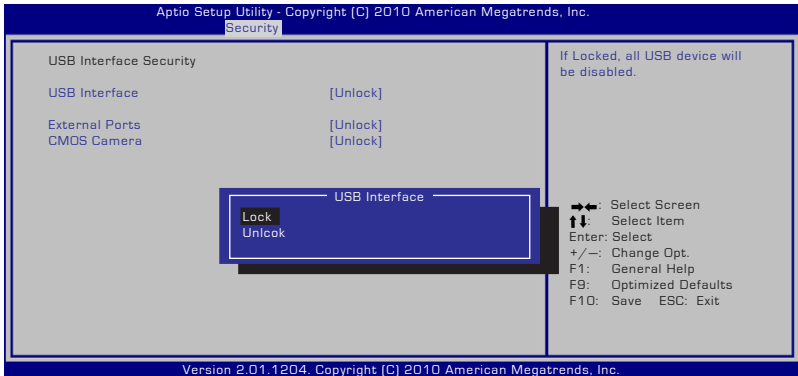 Aptio Setup Utility - Copyright (C) 2010 American Megatrends, Inc.
Security
USB Interface Security
USB Interface [Unlock]
External Ports [Unlock]
CMOS Camera [Unlock]
If Locked, all USB device will
be disabled.
USB Interface
Lock
Unlcok
→←: Select Screen
↑↓: Select Item
Enter: Select
+/—: Change Opt.
F1: General Help
F9: Optimized Defaults
F10: Save ESC: Exit
Version 2.01.1204. Copyright (C) 2010 American Megatrends, Inc.